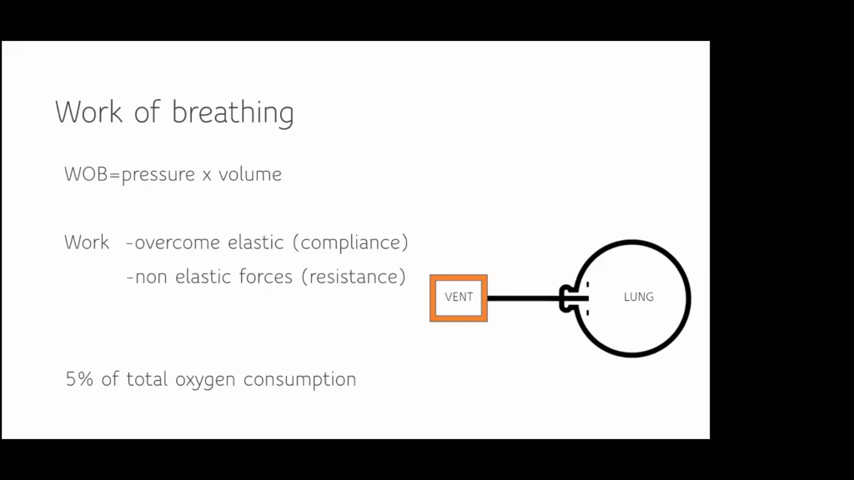 Work of breathing
WOB=pressure x volume
Work -overcome elastic (compliance)
-non elastic forces (resistance)
VENT
LUNG
5% of total oxygen consumption